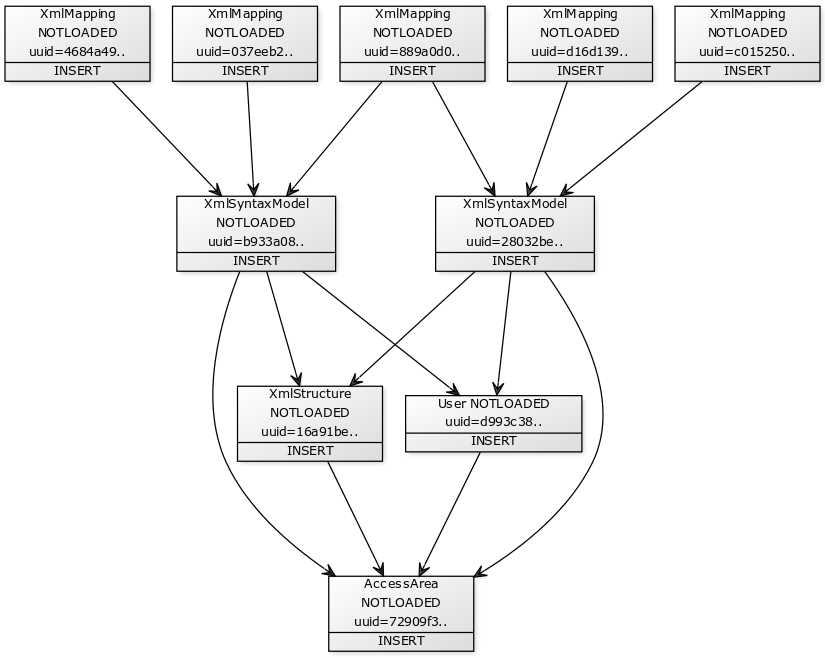 XmlMapping
NOTLOADED
uuid=4684a49..
INSERT
XmlMapping
NOTLOADED
uuid=037eeb2..
INSERT
XmlMapping
NOTLOADED
uuid=889a0d0..
INSERT
XmlMapping
NOTLOADED
uuid=d16d139..
INSERT
XmlMapping
NOTLOADED
uuid=c015250..
INSERT
XmlSyntaxModel
NOTLOADED
uuid=b933a08..
INSERT
XmlSyntaxModel
NOTLOADED
uuid=28032be..
INSERT
XmlStructure
NOTLOADED
uuid=16a91be..
INSERT
User NOTLOADED
uuid=d993c38..
INSERT
AccessArea
NOTLOADED
uuid=72909f3..
INSERT